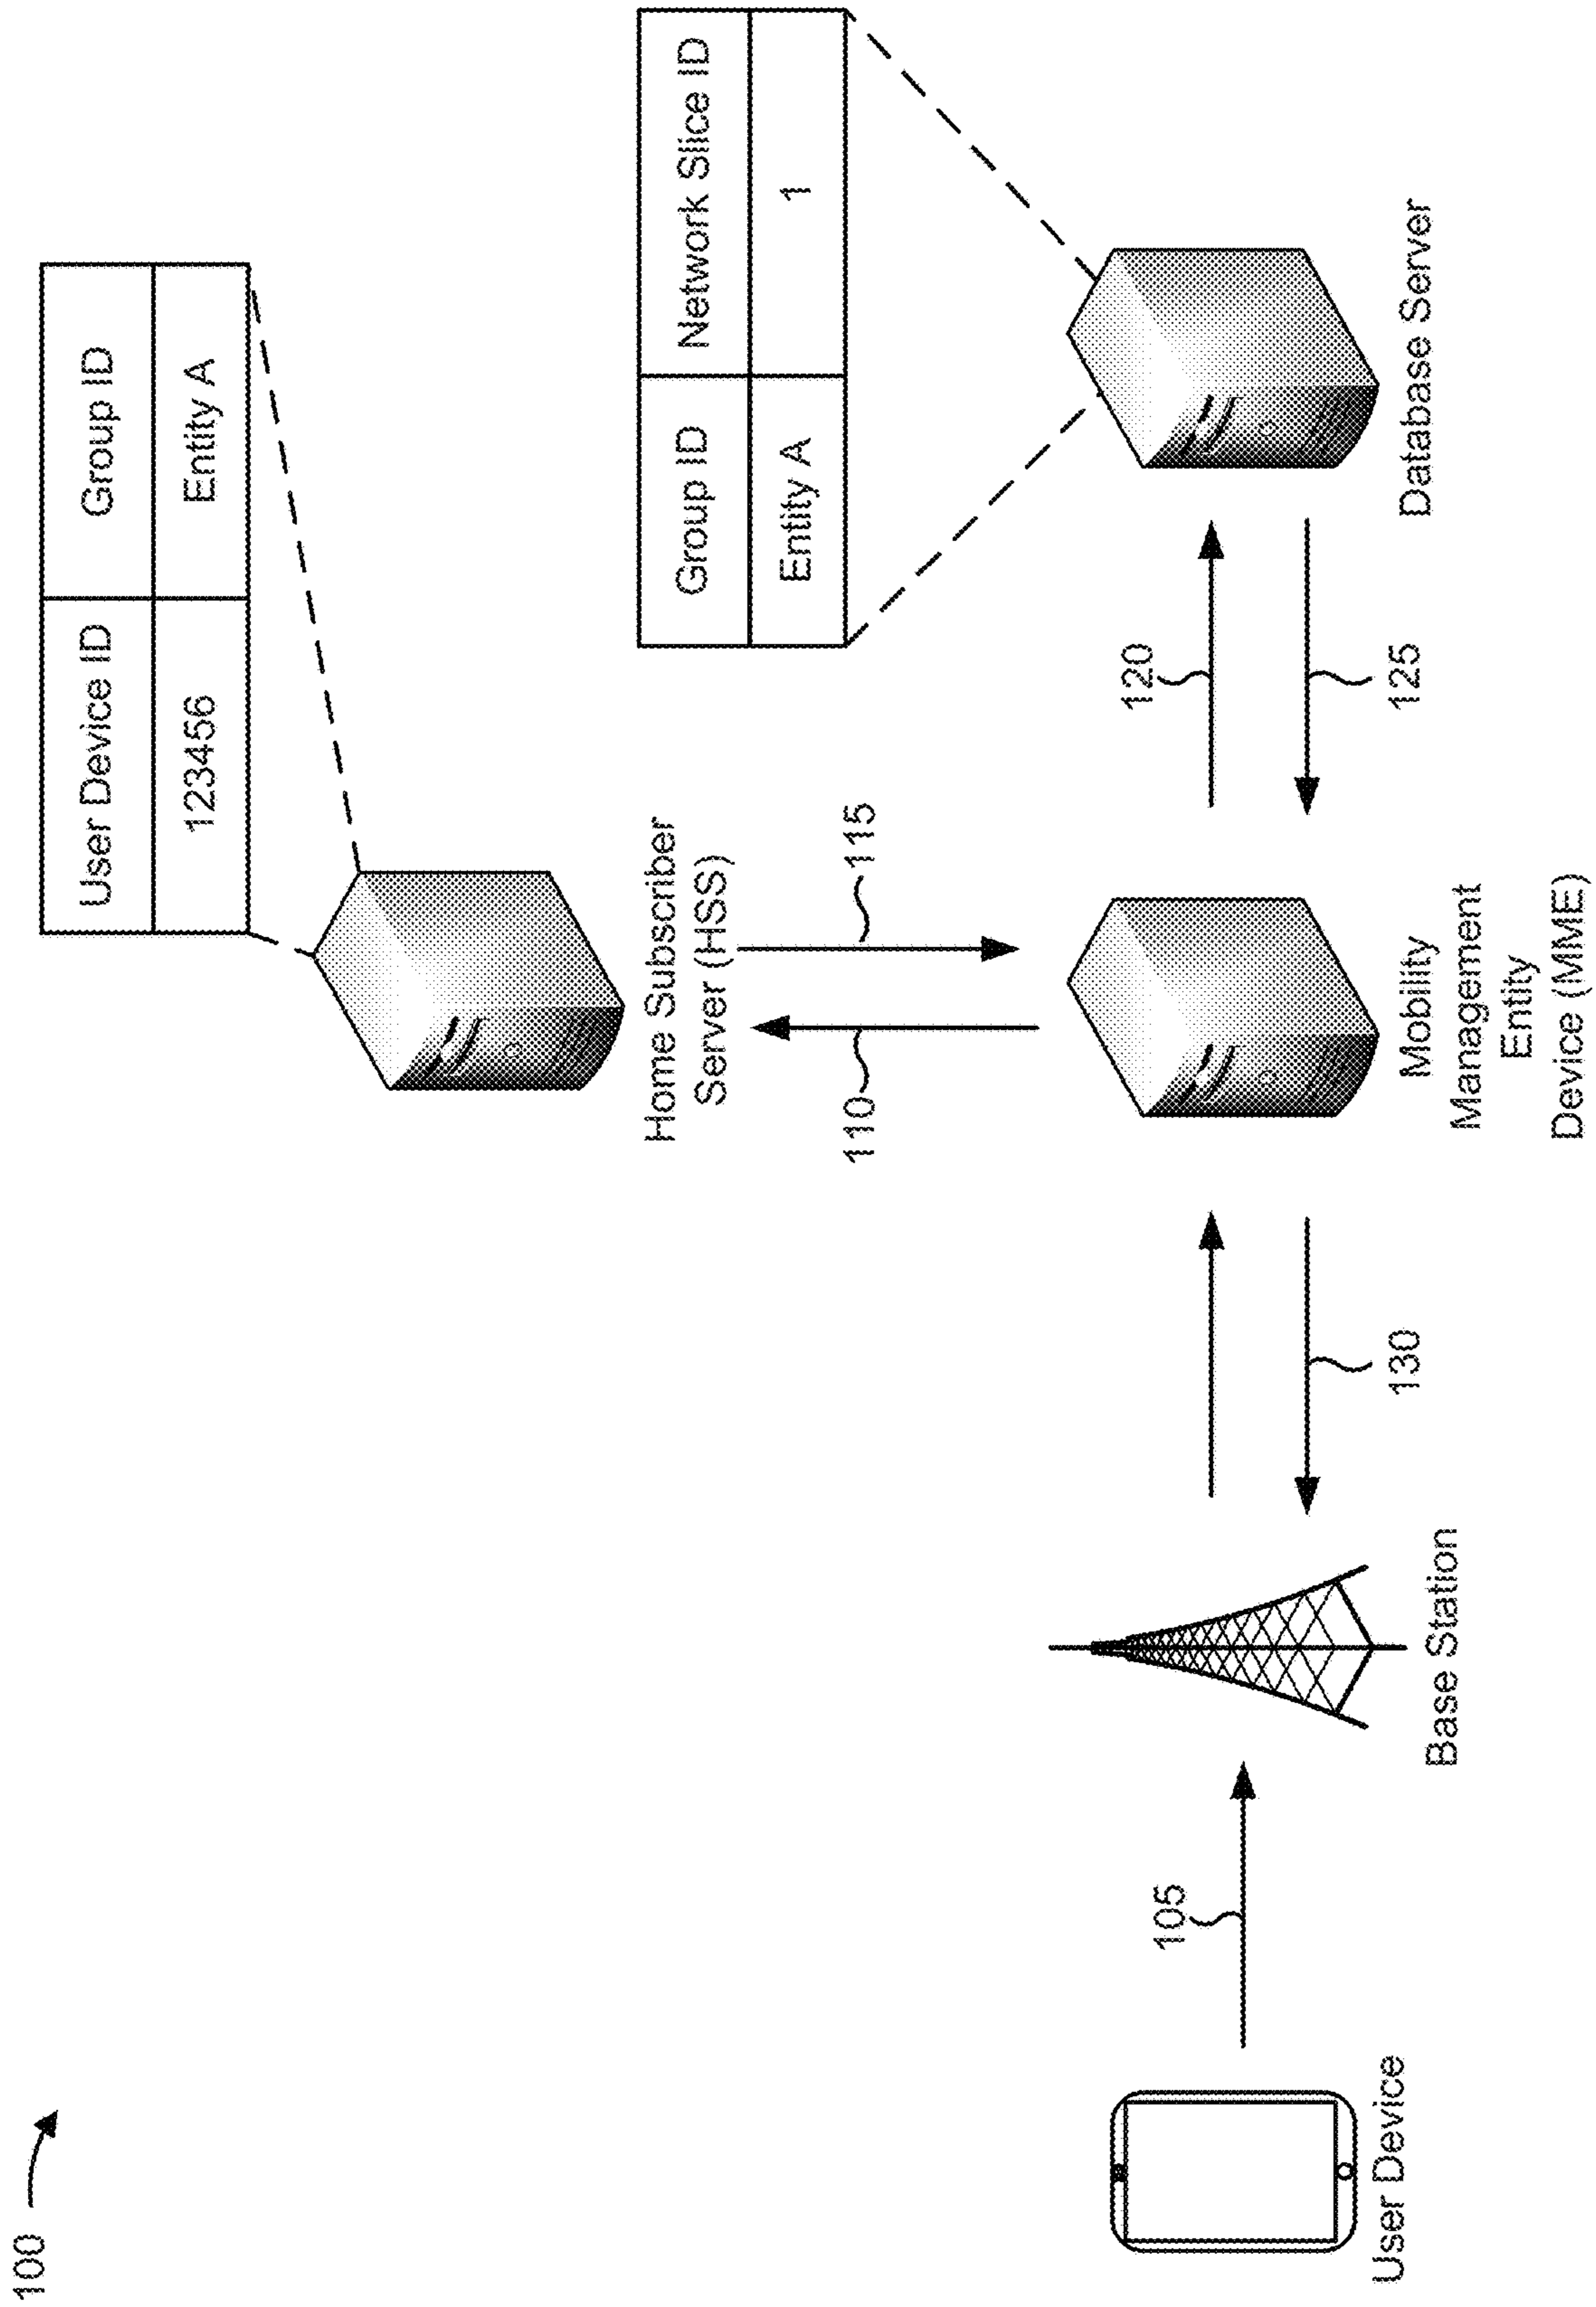 100
User Device ID
Group ID
123456
Entity A
Home Subscriber
Server (HSS)
Group ID
Network Slice ID
Entity A
1
110
115
105
120
125
130
User Device
Base Station
Mobility
Management
Entity
Device (MME)
Database Server